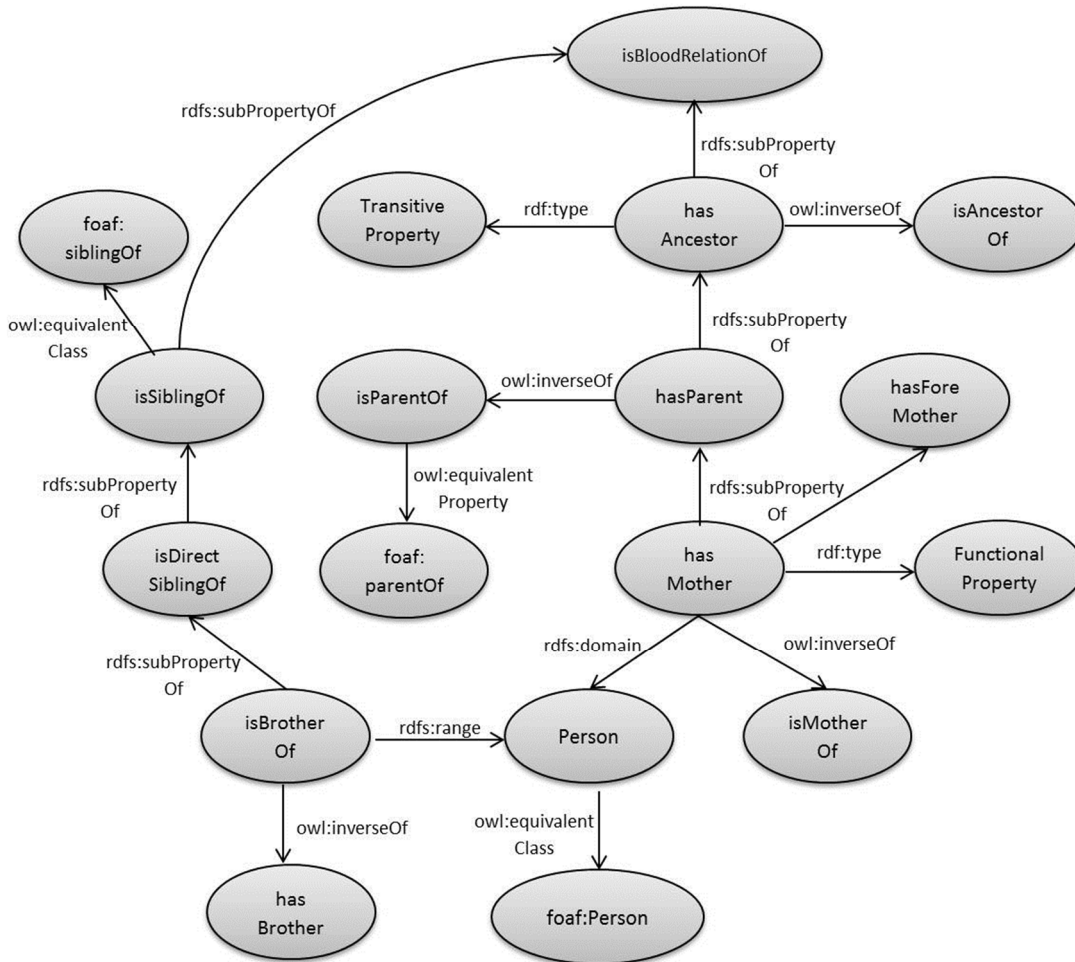 isBloodRelationOf
rdfs:subPropertyOf
rdfs:subProperty
Of
Transitive
Property
rdf:type
has
Ancestor
owl:inverseOf
isAncestor
Of
foaf:
siblingOf
owl:equivalent
Class
rdfs:subProperty
Of
isSiblingOf
isParentOf
owl:inverseOf
hasParent
hasFore
Mother
rdfs:subProperty
Of
owl:equivalent
Property
rdfs:subProperty
Of
isDirect
SiblingOf
foaf:
parentOf
has
Mother
rdf:type
Functional
Property
rdfs:subProperty
Of
rdfs:domain
owl:inverseOf
isBrother
Of
rdfs:range
Person
isMother
Of
owl:inverseOf
owl:equivalent
Class
has
Brother
foaf:Person